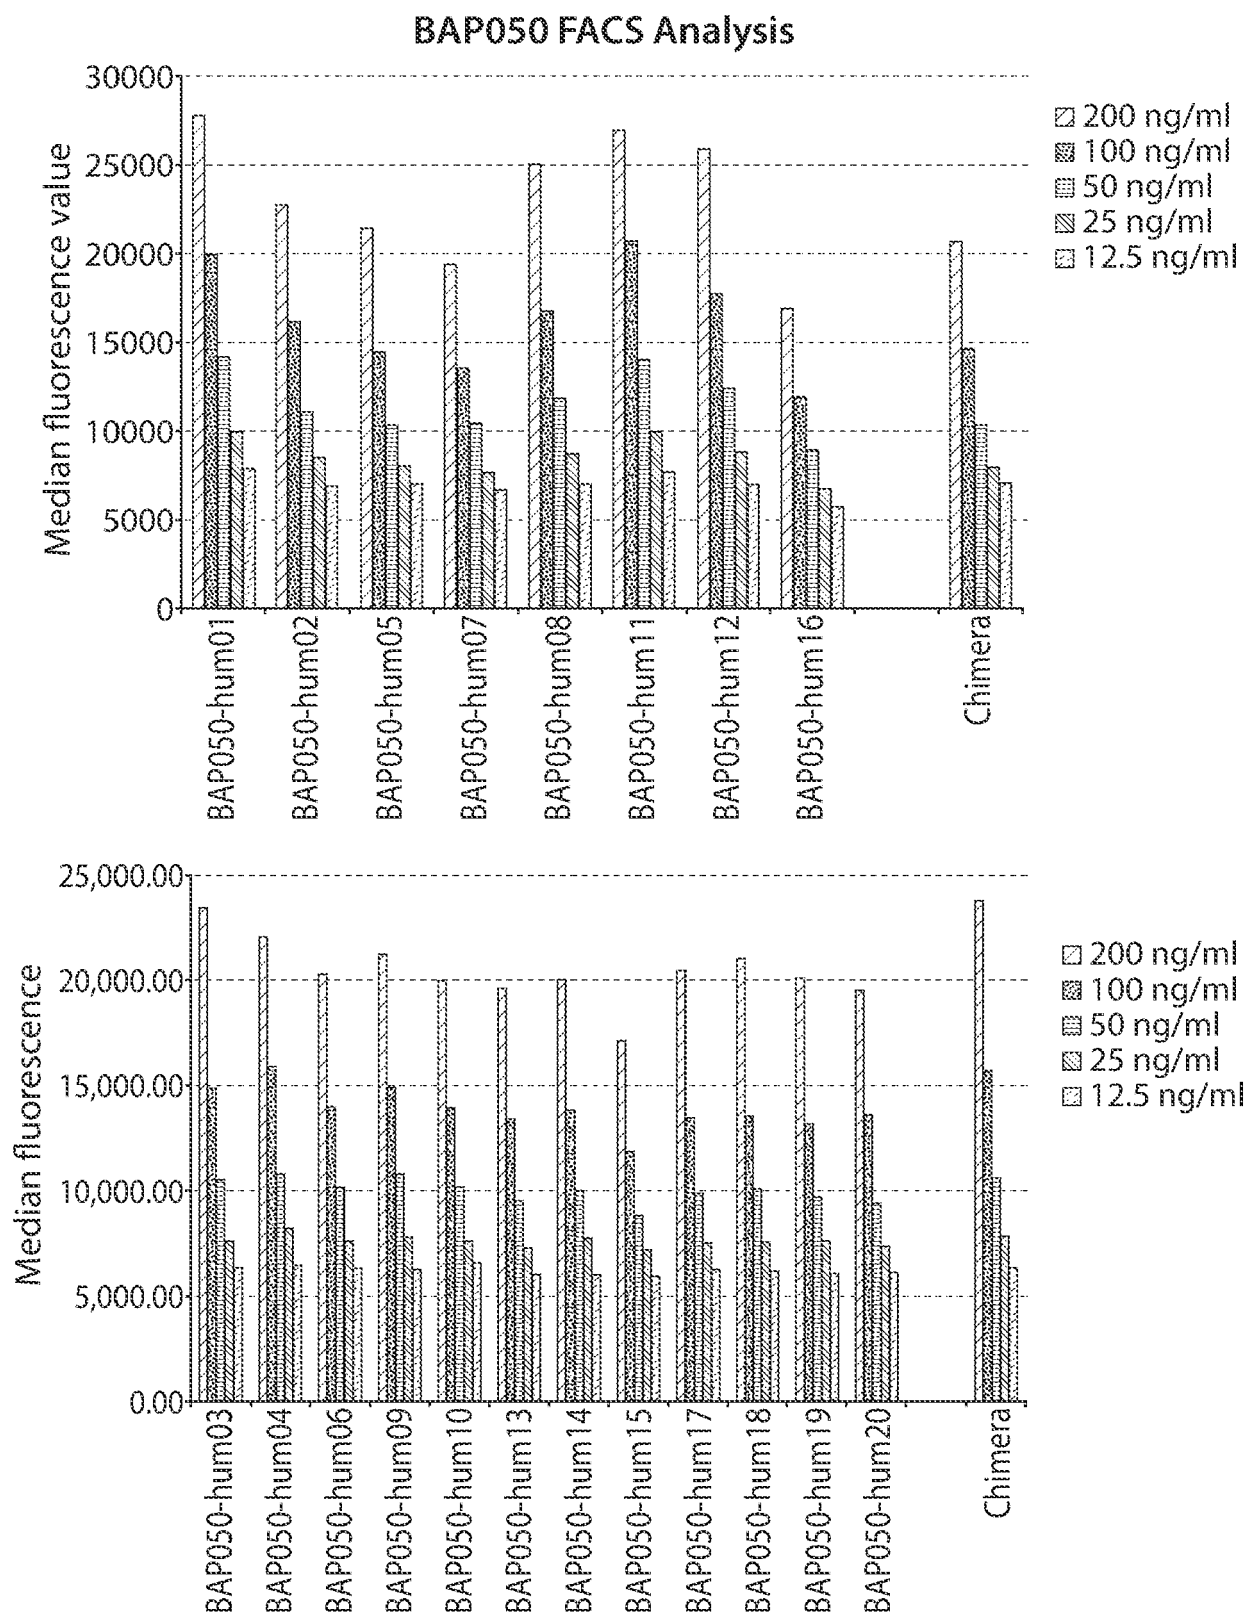 BAP050 FACS Analysis
30000
25000
20000
15000
10000
5000
0
Median fluorescence value
200 ng/ml
100 ng/ml
50 ng/ml
25 ng/ml
12.5 ng/ml
BAP050-hum01
BAP050-hum02
BAP050-hum05
BAP050-hum07
BAP050-hum08
BAP050-hum11
BAP050-hum12
BAP050-hum16
Chimera
25,000.00
20,000.00
15,000.00
10,000.00
5,000.00
0.00
Median fluorescence
200 ng/ml
100 ng/ml
50 ng/ml
25 ng/ml
12.5 ng/ml
BAP050-hum03
BAP050-hum04
BAP050-hum06
BAP050-hum09
BAP050-hum10
BAP050-hum13
BAP050-hum14
BAP050-hum15
BAP050-hum17
BAP050-hum18
BAP050-hum19
BAP050-hum20
Chimera